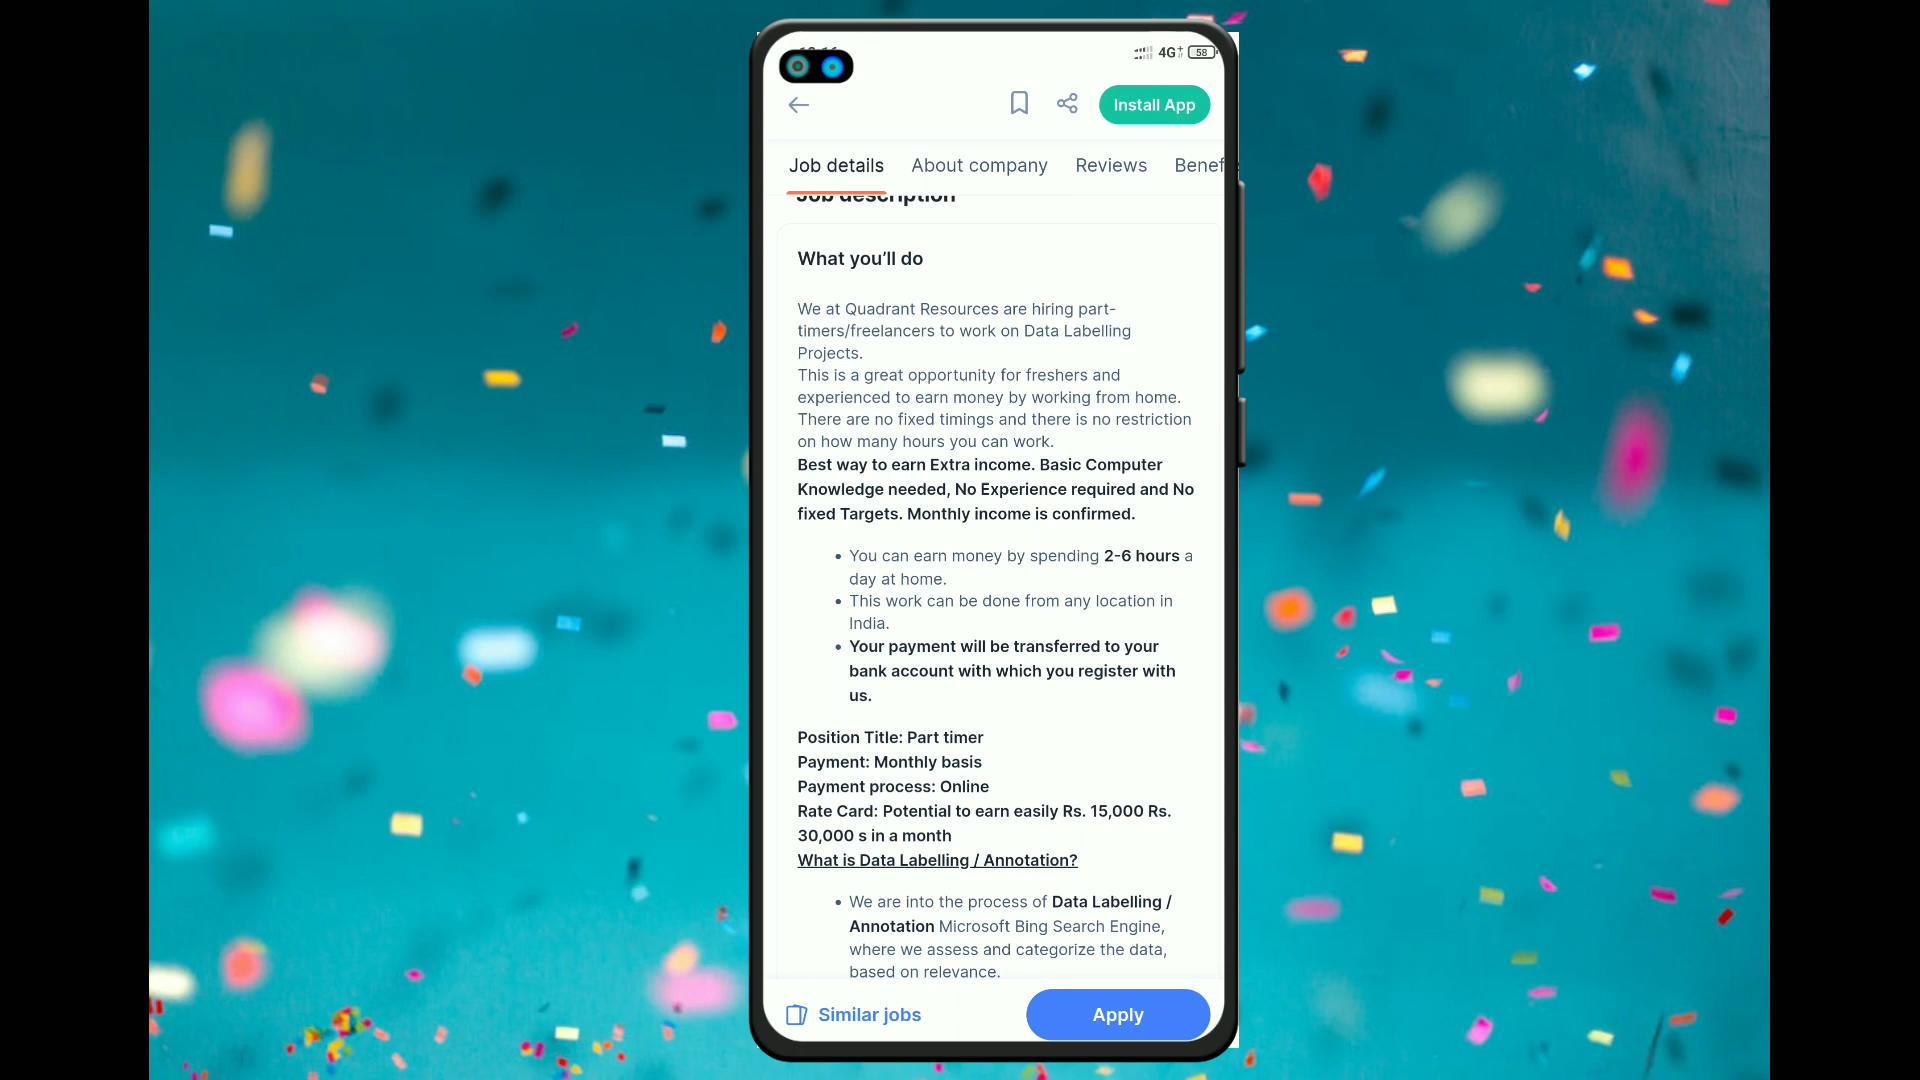 4G+
58
Install App
Job details About company Reviews Benef
Job description
What you'll do
We at Quadrant Resources are hiring part-
timers/freelancers to work on Data Labelling
Projects.
This is a great opportunity for freshers and
experienced to earn money by working from home.
There are no fixed timings and there is no restriction
on how many hours you can work.
Best way to earn Extra income. Basic Computer
Knowledge needed, No Experience required and No
fixed Targets. Monthly income is confirmed.
• You can earn money by spending 2-6 hours a
day at home.
• This work can be done from any location in
India.
• Your payment will be transferred to your
bank account with which you register with
us.
Position Title: Part timer
Payment: Monthly basis
Payment process: Online
Rate Card: Potential to earn easily Rs. 15,000 Rs.
30,000 s in a month
What is Data Labelling / Annotation?
• We are into the process of Data Labelling /
Annotation Microsoft Bing Search Engine,
where we assess and categorize the data,
based on relevance.
Similar jobs
Apply